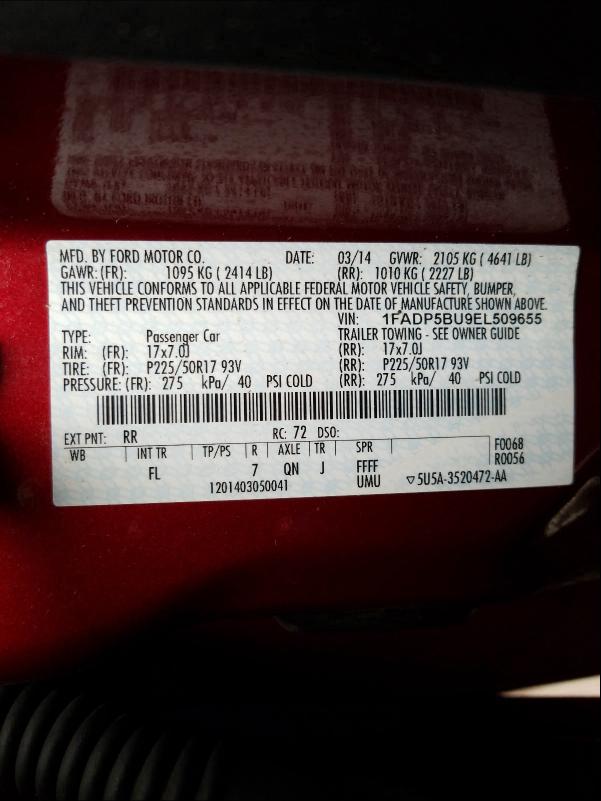 MFD. BY FORD MOTOR CO. DATE: 03/14 GVWR: 2105 KG ( 4641 LB)
GAWR: (FR): 1095 KG ( 2414 LB) (RR): 1010 KG ( 2227 LB)
THIS VEHICLE CONFORMS TO ALL APPLICABLE FEDERAL MOTOR VEHICLE SAFETY, BUMPER,
AND THEFT PREVENTION STANDARDS IN EFFECT ON THE DATE OF MANUFACTURE SHOWN ABOVE.
VIN: 1FADP5BU9EL509655
TYPE: Passenger Car TRAILER TOWING - SEE OWNER GUIDE
RIM: (FR): 17x7.0J (RR): 17x7.0J
TIRE: (FR): P225/50R17 93V (RR): P225/50R17 93V
PRESSURE: (FR): 275 kPa/ 40 PSI COLD (RR): 275 kPa/ 40 PSI COLD
EXT PNT: RR RC: 72 DSO:
WB INT TR TP/PS R AXLE TR SPR F0068
R0056
FL 7 QN J FFFF
1201403050041 UMU ▽5U5A-3520472-AA